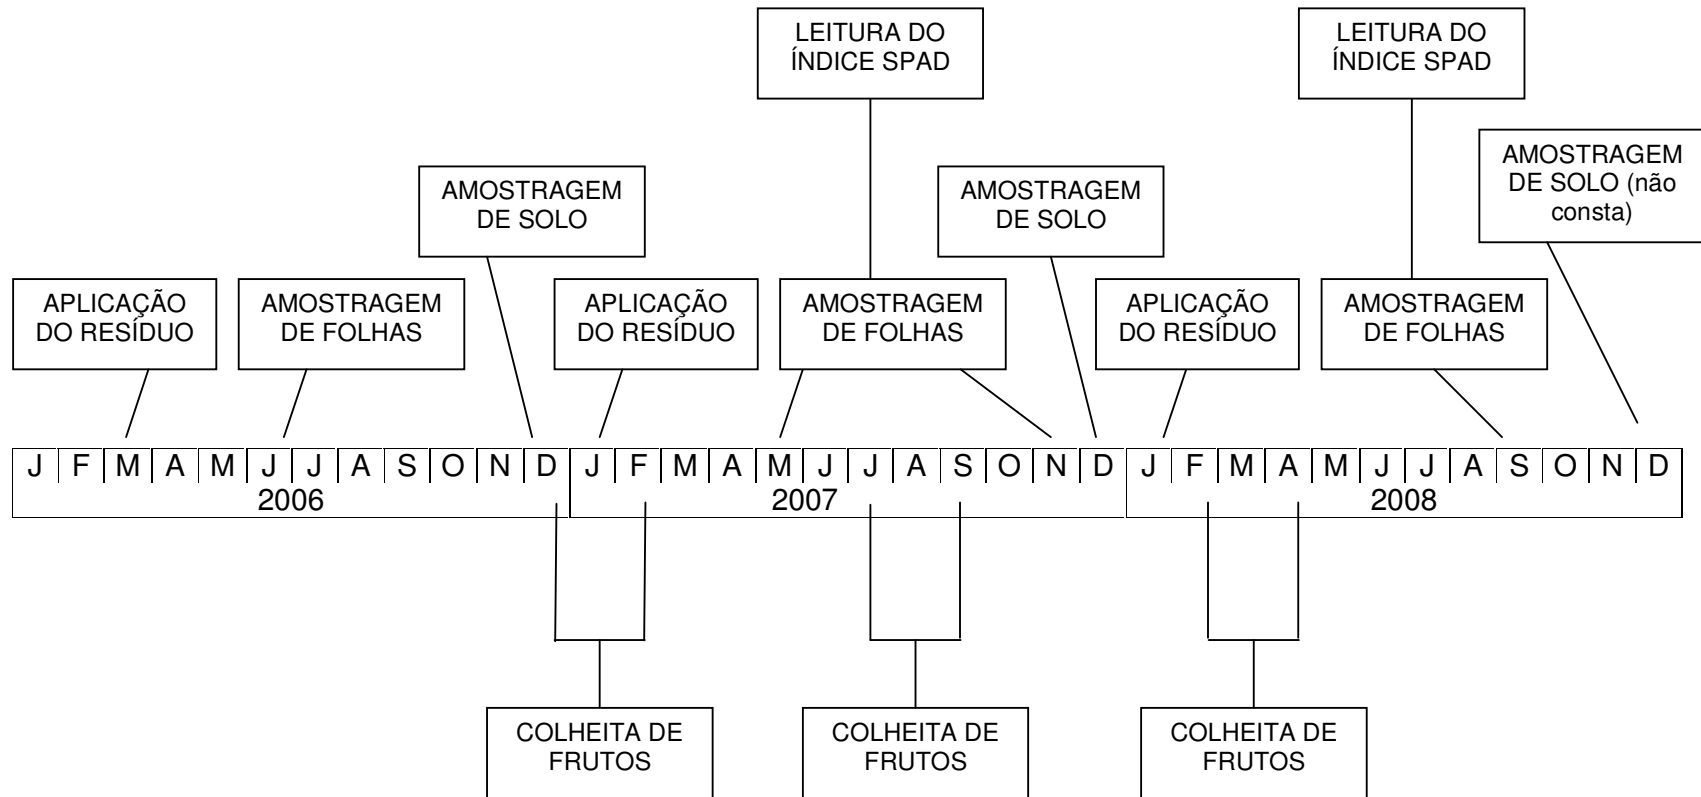 LEITURA DO
ÍNDICE SPAD
LEITURA DO
ÍNDICE SPAD
AMOSTRAGEM
DE SOLO (não
consta)
AMOSTRAGEM
DE SOLO
AMOSTRAGEM
DE SOLO
APLICAÇÃO
DO RESÍDUO
AMOSTRAGEM
DE FOLHAS
APLICAÇÃO
DO RESÍDUO
AMOSTRAGEM
DE FOLHAS
APLICAÇÃO
DO RESÍDUO
AMOSTRAGEM
DE FOLHAS
J F M A M J J A S O N D J F M A M J J A S O N D J F M A M J J A S O N D
2006 2007 2008
COLHEITA DE
FRUTOS
COLHEITA DE
FRUTOS
COLHEITA DE
FRUTOS